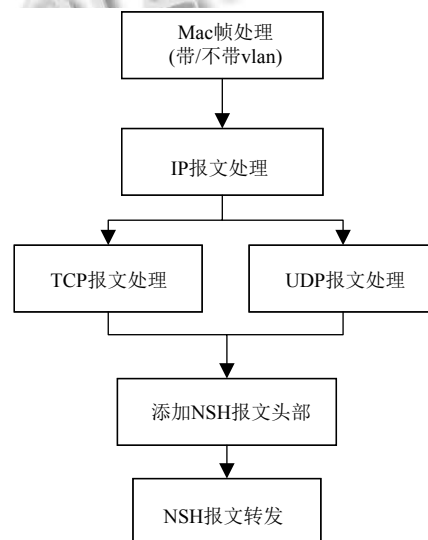 Mac帧处理
(带/不带vlan)
IP报文处理
TCP报文处理
UDP报文处理
添加NSH报文头部
NSH报文转发